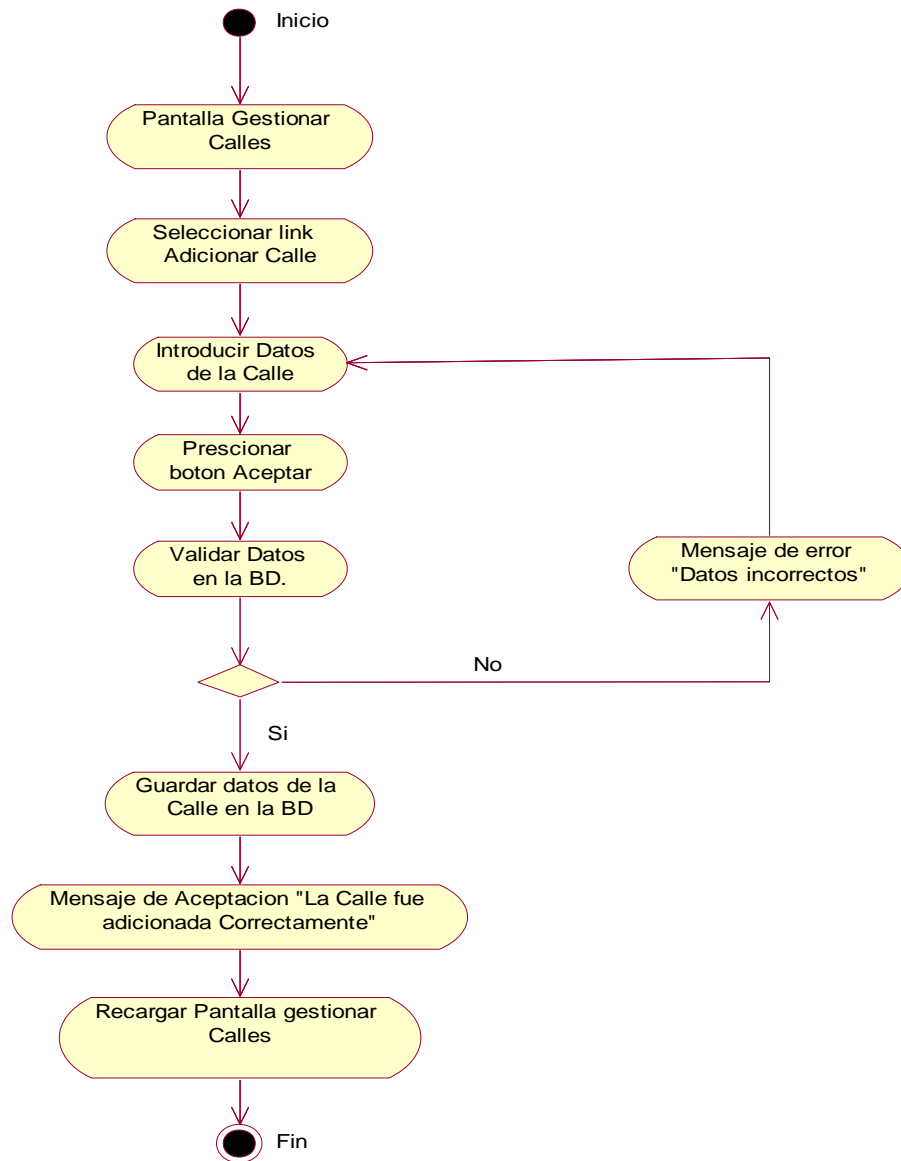 Inicio
Pantalla Gestionar
Calles
Seleccionar link
Adicionar Calle
Introducir Datos
de la Calle
Prescionar
boton Aceptar
Validar Datos
en la BD.
Mensaje de error
"Datos incorrectos"
No
Si
Guardar datos de la
Calle en la BD
Mensaje de Aceptacion "La Calle fue
adicionada Correctamente"
Recargar Pantalla gestionar
Calles
Fin